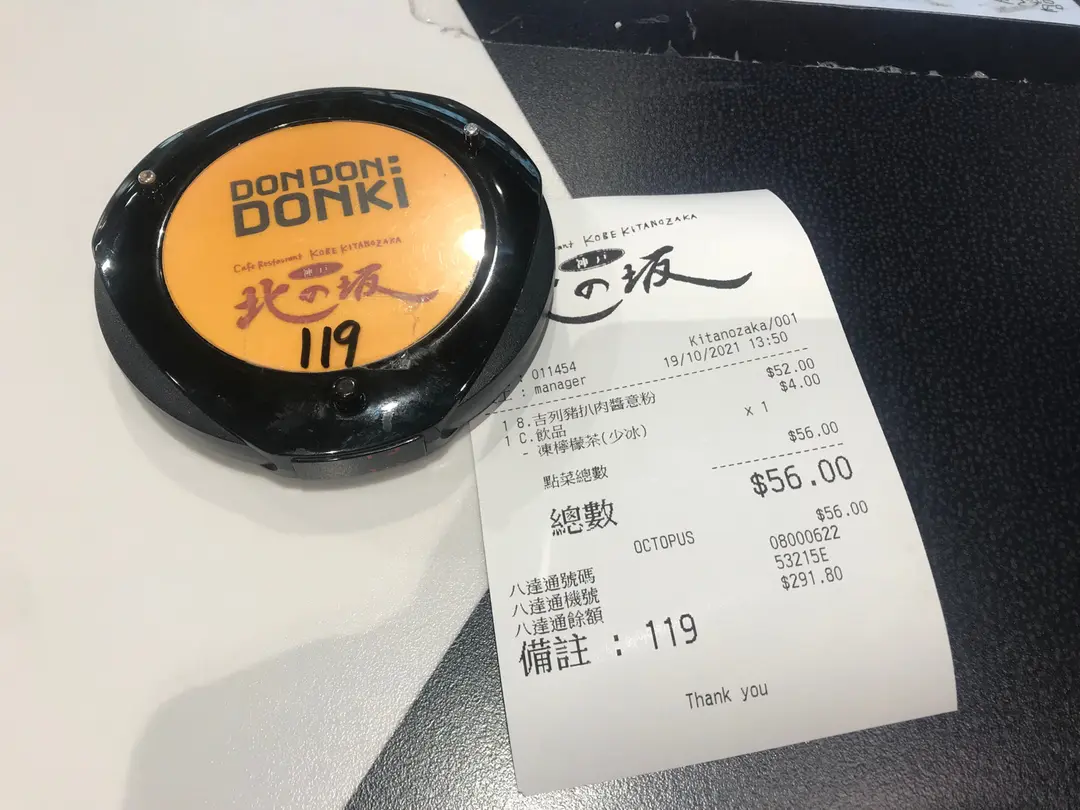 DON DON:
DONKi
Cafe Restaurant KOBE KITANOZAKA
神戸
北の坂
119
KOBE KITANOZAKA
神戸
の坂
Kitanozaka/001
: 011454 19/10/2021 13:50
: manager
1 8.吉列豬扒肉醬意粉 $52.00
1 C.飲品 $4.00
- 凍檸檬茶(少冰) x 1
點菜總數 $56.00
總數 $56.00
OCTOPUS $56.00
八達通號碼 08000622
八達通機號 53215E
八達通餘額 $291.80
備註 : 119
Thank you